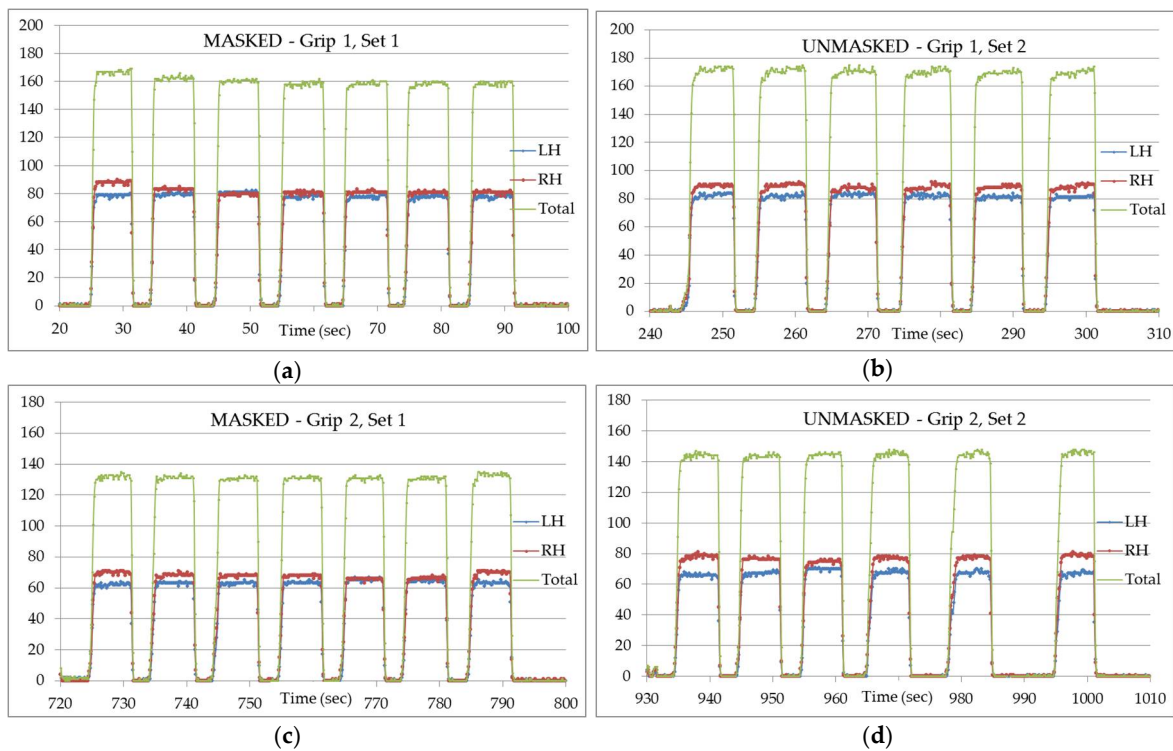 MASKED - Grip 1, Set 1
200
180
160
140
120
100
80
60
40
20
0
LH
RH
Total
20 30 40 50 60 70 80 90 100
Time (sec)
(a)
UNMASKED - Grip 1, Set 2
200
180
160
140
120
100
80
60
40
20
0
LH
RH
Total
240 250 260 270 280 290 300 310
Time (sec)
(b)
MASKED - Grip 2, Set 1
180
160
140
120
100
80
60
40
20
0
LH
RH
Total
720 730 740 750 760 770 780 790 800
Time (sec)
(c)
UNMASKED - Grip 2, Set 2
180
160
140
120
100
80
60
40
20
0
LH
RH
Total
930 940 950 960 970 980 990 1000 1010
Time (sec)
(d)